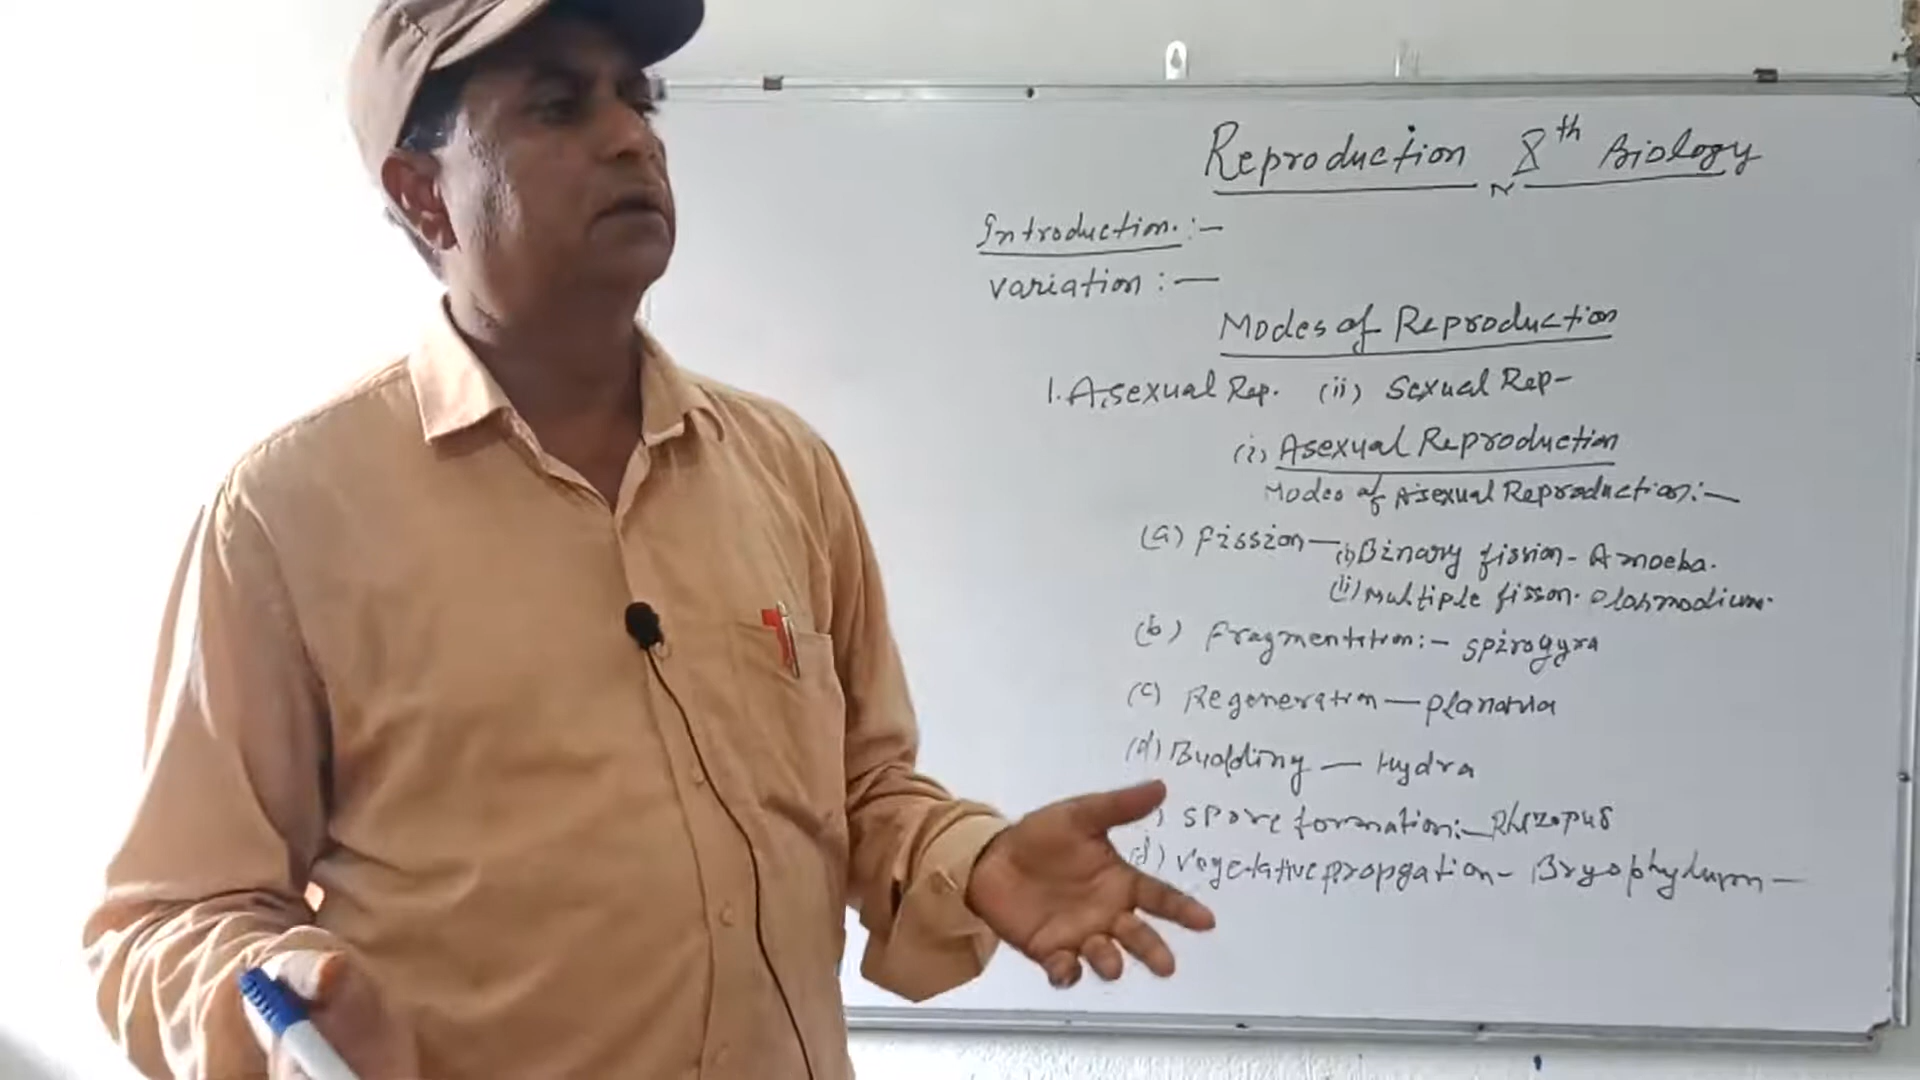 Reproduction 8th Biology
Introduction :-
variation :-
Modes of Reproduction
1. Asexual Rep. (ii) Sexual Rep-
(i) Asexual Reproduction
Modes of Asexual Reproduction:-
(a) Fission - (i) Binary fission - Amoeba.
(ii) Multiple fisson. Plasmodium.
(b) Fragmentation:- spirogyra
(c) Regeneration - planaria
(d) Budding - Hydra
) spore formation:- Rhizopus
(d) vegetative propgation - Bryophylum -